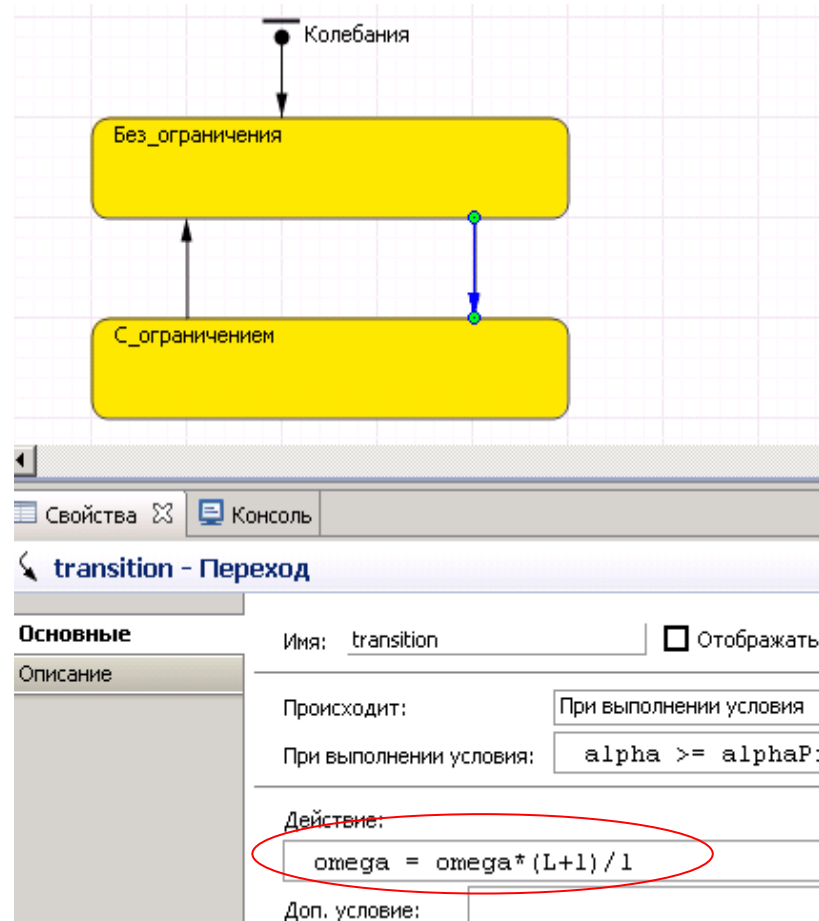 Колебания
Без_ограничения
С_ограничением
Свойства Консоль
transition - Переход
Основные
Имя: transition Отображать
Описание
Происходит: При выполнении условия
При выполнении условия: alpha >= alphaP
Действие:
omega = omega*(L+l)/l
Доп. условие: